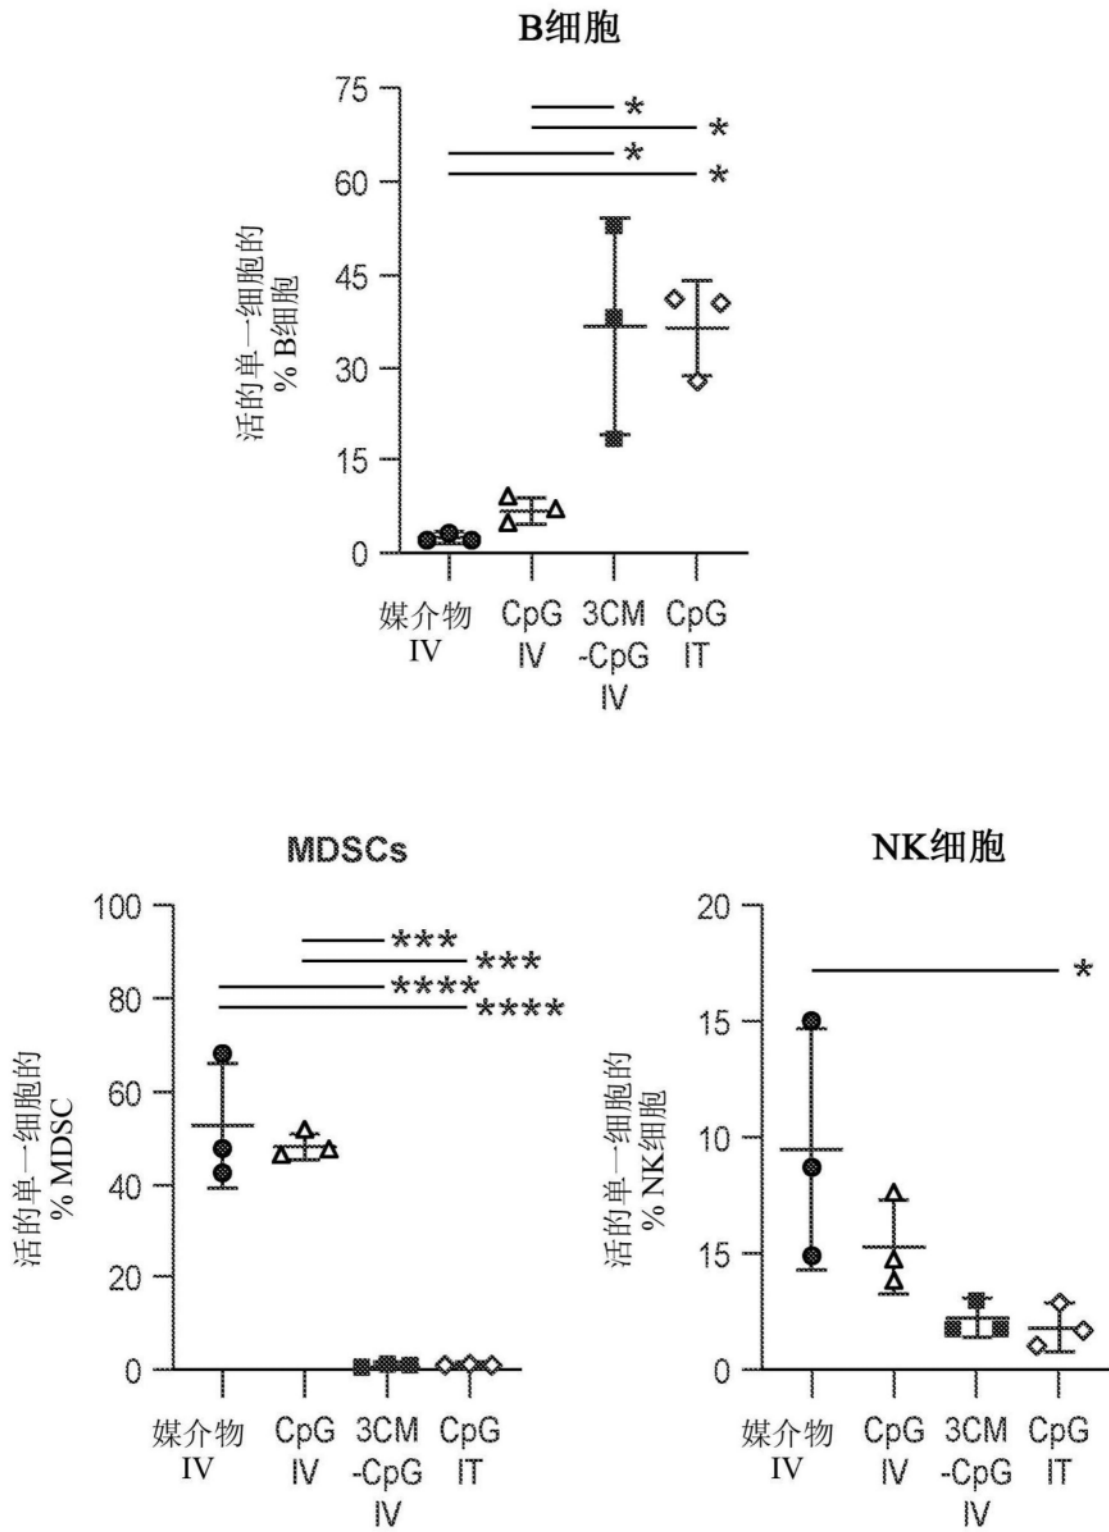 B细胞
75
60
45
30
15
0
*
*
*
*
活的单一细胞的
% B细胞
媒介物 CpG 3CM CpG
IV IV -CpG IT
IV
MDSCs
100
80
60
40
20
0
***
***
****
****
活的单一细胞的
% MDSC
媒介物 CpG 3CM CpG
IV IV -CpG IT
IV
NK细胞
20
15
10
15
0
*
活的单一细胞的
% NK细胞
媒介物 CpG 3CM CpG
IV IV -CpG IT
IV